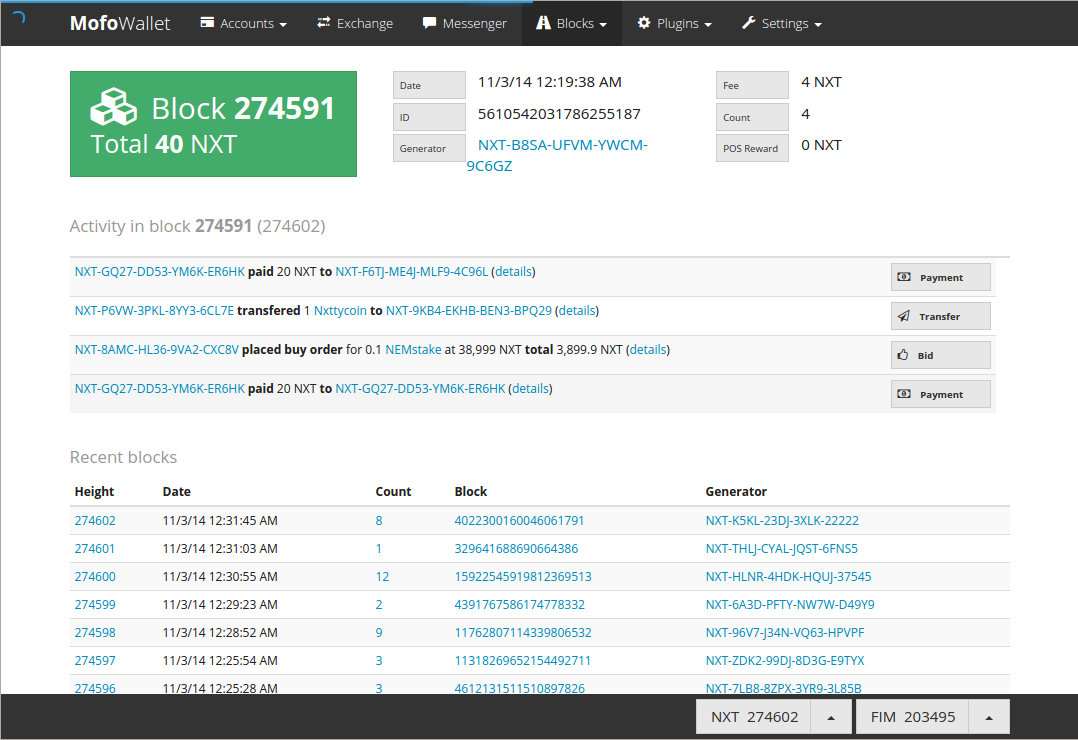 MofoWallet Accounts Exchange Messenger Blocks Plugins Settings
Block 274591
Total 40 NXT
Date 11/3/14 12:19:38 AM
ID 5610542031786255187
Generator NXT-B8SA-UFVM-YWCM-
9C6GZ
Fee 4 NXT
Count 4
POS Reward 0 NXT
Activity in block 274591 (274602)
NXT-GQ27-DD53-YM6K-ER6HK paid 20 NXT to NXT-F6TJ-ME4J-MLF9-4C96L (details) Payment
NXT-P6VW-3PKL-8YY3-6CL7E transfered 1 Nxttycoin to NXT-9KB4-EKHB-BEN3-BPQ29 (details) Transfer
NXT-8AMC-HL36-9VA2-CXC8V placed buy order for 0.1 NEMstake at 38,999 NXT total 3,899.9 NXT (details) Bid
NXT-GQ27-DD53-YM6K-ER6HK paid 20 NXT to NXT-GQ27-DD53-YM6K-ER6HK (details) Payment
Recent blocks
Height Date Count Block Generator
274602 11/3/14 12:31:45 AM 8 4022300160046061791 NXT-K5KL-23DJ-3XLK-22222
274601 11/3/14 12:31:03 AM 1 329641688690664386 NXT-THLJ-CYAL-JQST-6FNS5
274600 11/3/14 12:30:55 AM 12 15922545919812369513 NXT-HLNR-4HDK-HQUJ-37545
274599 11/3/14 12:29:23 AM 2 4391767586174778332 NXT-6A3D-PFTY-NW7W-D49Y9
274598 11/3/14 12:28:52 AM 9 11762807114339806532 NXT-96V7-J34N-VQ63-HPVPF
274597 11/3/14 12:25:54 AM 3 11318269652154492711 NXT-ZDK2-99DJ-8D3G-E9TYX
274596 11/3/14 12:25:28 AM 3 4612131511510897826 NXT-7LB8-8ZPX-3YR9-3L85B
NXT 274602 FIM 203495